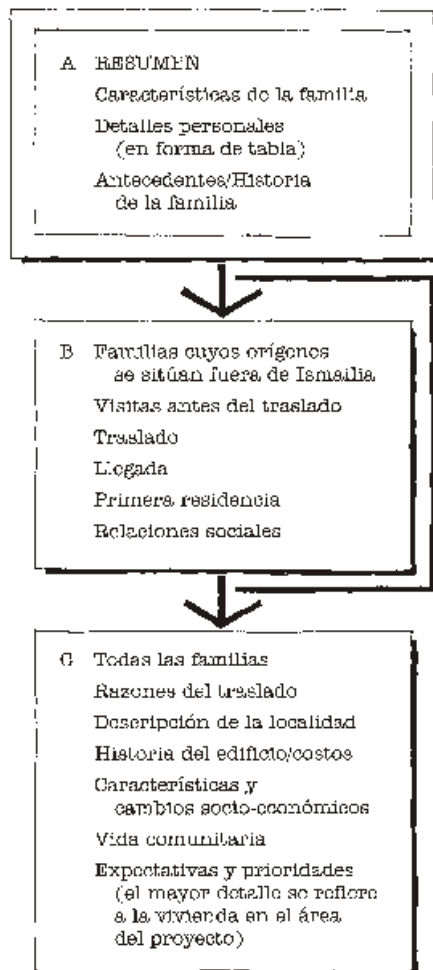 A RESUMEN
Características de la familia
Detalles personales
(en forma de tabla)
Antecedentes/Historia
de la familia
B Familias cuyos orígenes
se sitúan fuera de Ismailia
Visitas antes del traslado
Traslado
Llegada
Primera residencia
Relaciones sociales
C Todas las familias
Razones del traslado
Descripción de la localidad
Historia del edificio/costos
Características y
cambios socio-económicos
Vida comunitaria
Expectativas y prioridades
(el mayor detalle se refiere
a la vivienda en el área
del proyecto)